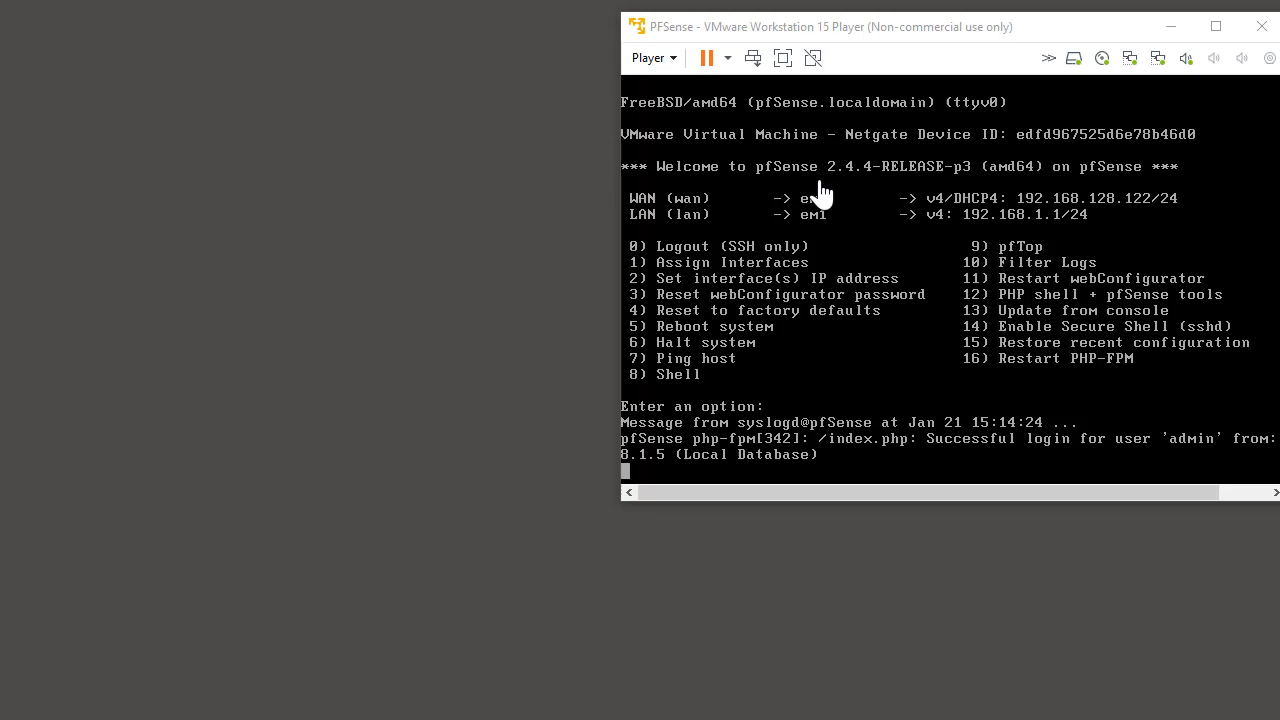 PFSense - VMware Workstation 15 Player (Non-commercial use only)
Player
FreeBSD/amd64 (pfSense.localdomain) (ttyv0)
VMware Virtual Machine - Netgate Device ID: edfd967525d6e78b46d0
*** Welcome to pfSense 2.4.4-RELEASE-p3 (amd64) on pfSense ***
WAN (wan) -> -> v4/DHCP4: 192.168.128.122/24
LAN (lan) -> em1 -> v4: 192.168.1.1/24
0) Logout (SSH only) 9) pfTop
1) Assign Interfaces 10) Filter Logs
2) Set interface(s) IP address 11) Restart webConfigurator
3) Reset webConfigurator password 12) PHP shell + pfSense tools
4) Reset to factory defaults 13) Update from console
5) Reboot system 14) Enable Secure Shell (sshd)
6) Halt system 15) Restore recent configuration
7) Ping host 16) Restart PHP-FPM
8) Shell
Enter an option:
Message from syslogd@pfSense at Jan 21 15:14:24 ...
pfSense php-fpm[342]: /index.php: Successful login for user 'admin' from:
8.1.5 (Local Database)